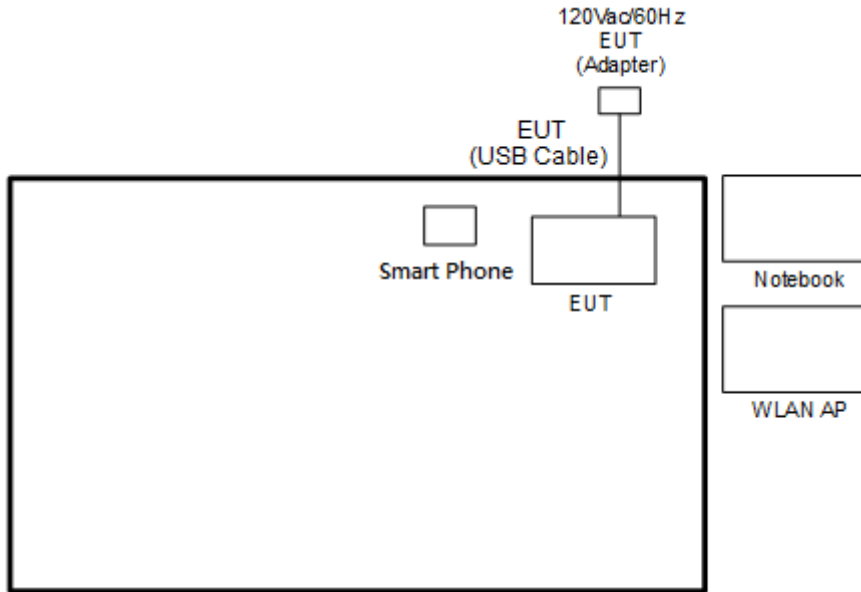 120Vac/60Hz
EUT
(Adapter)
EUT
(USB Cable)
Smart Phone
EUT
Notebook
WLAN AP